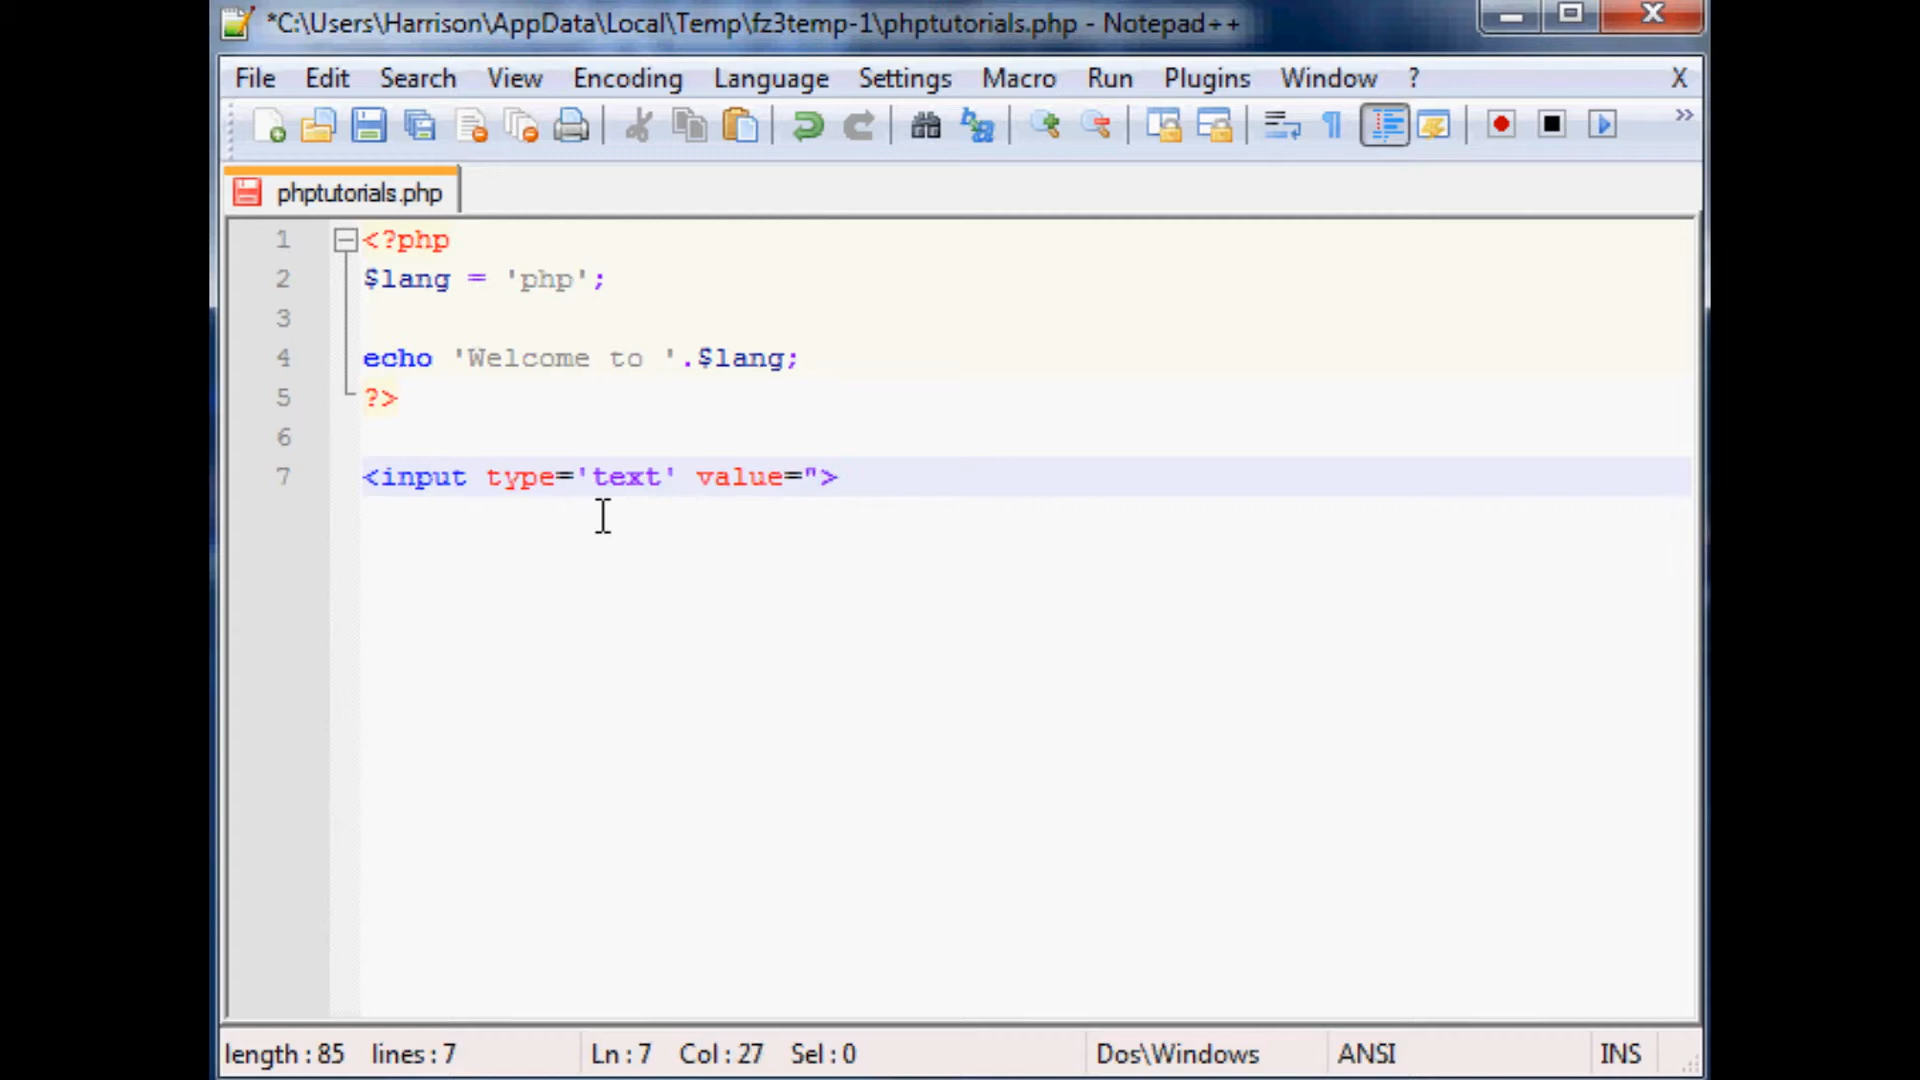 *C:\Users\Harrison\AppData\Local\Temp\fz3temp-1\phptutorials.php - Notepad++
File Edit Search View Encoding Language Settings Macro Run Plugins Window ? X
phptutorials.php
1 <?php
2 $lang = 'php';
3
4 echo 'Welcome to '.$lang;
5 ?>
6
7 <input type='text' value=">
length : 85 lines : 7 Ln : 7 Col : 27 Sel : 0 Dos\Windows ANSI INS